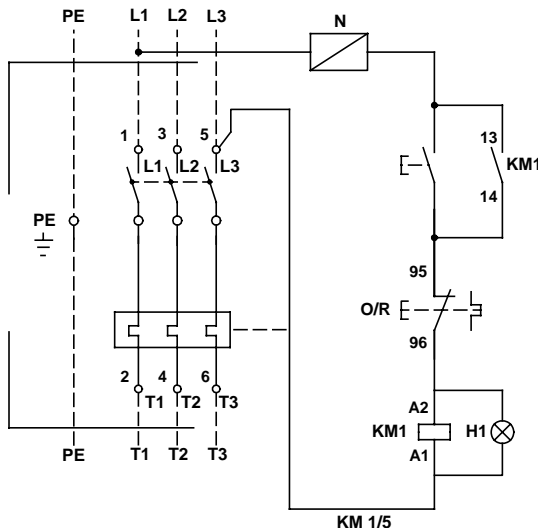 PE L1 L2 L3 N
1 3 5 13
L1 L2 L3 KM1
14
PE
95
O/R
96
2 4 6
T1 T2 T3 A2
KM1 H1
A1
PE T1 T2 T3
KM 1/5